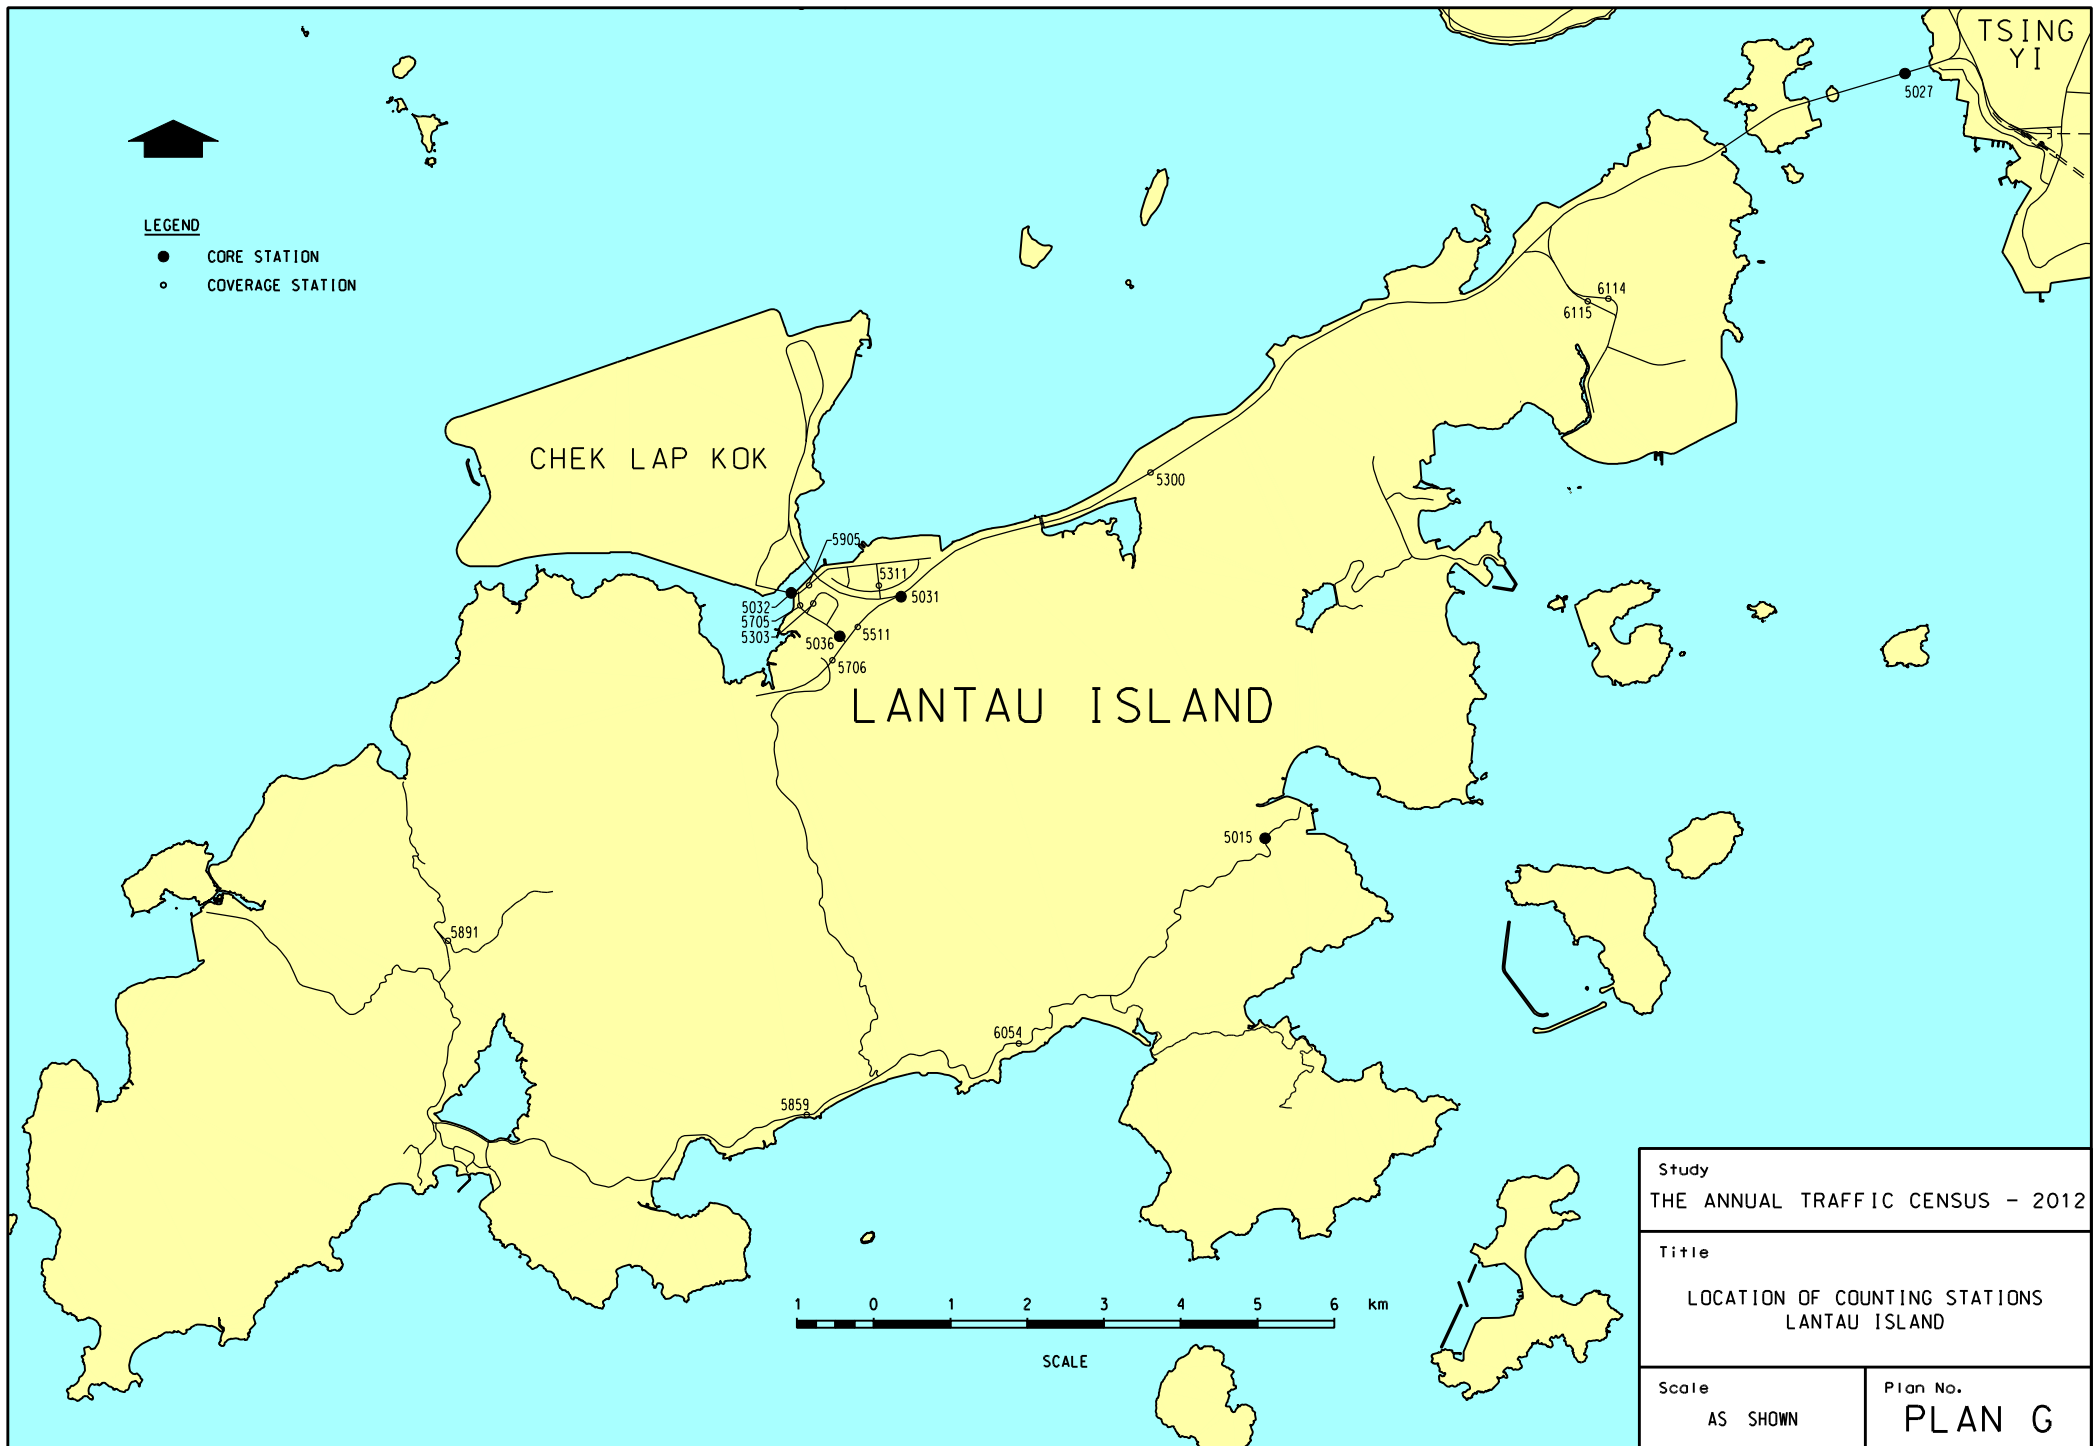 TSING
YI
5027
LEGEND
CORE STATION
COVERAGE STATION
6114
6115
CHEK LAP KOK
5300
5905
5311
5032
5031
5705
5303
5036
5511
5706
LANTAU ISLAND
5015
5891
6054
5859
1 0 1 2 3 4 5 6 km
SCALE
Study
THE ANNUAL TRAFFIC CENSUS - 2012
Title
LOCATION OF COUNTING STATIONS
LANTAU ISLAND
Scale
AS SHOWN
Plan No.
PLAN G